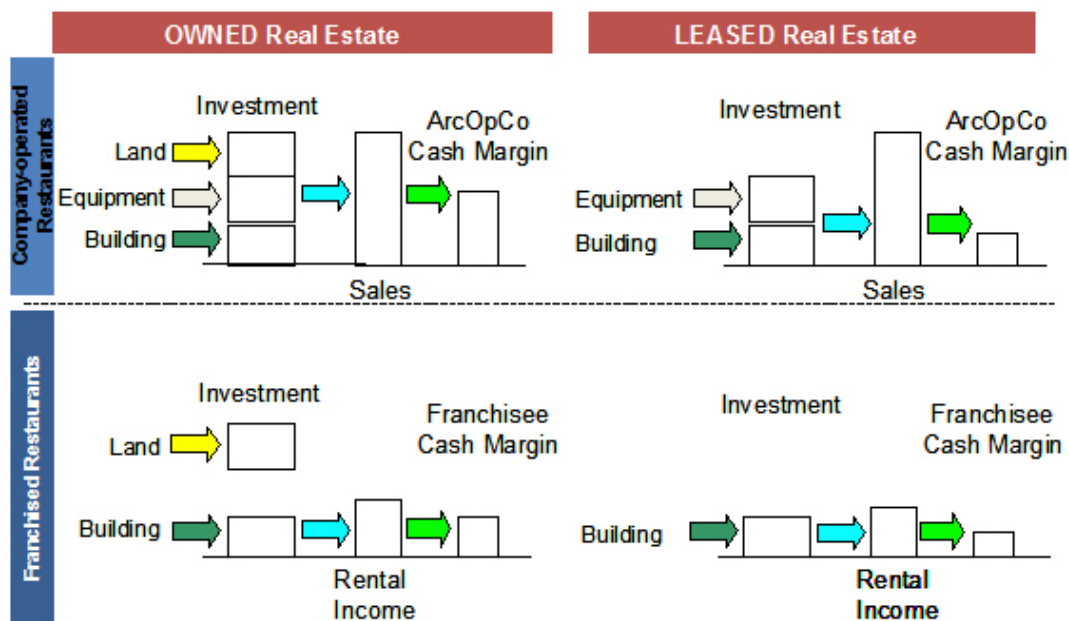 OWNED Real Estate
LEASED Real Estate
Company-operated
Restaurants
Investment
ArcOpCo
Cash Margin
Land
Equipment
Building
Sales
Investment
ArcOpCo
Cash Margin
Equipment
Building
Sales
Franchised Restaurants
Investment
Franchisee
Cash Margin
Land
Building
Rental
Income
Investment
Franchisee
Cash Margin
Building
Rental
Income